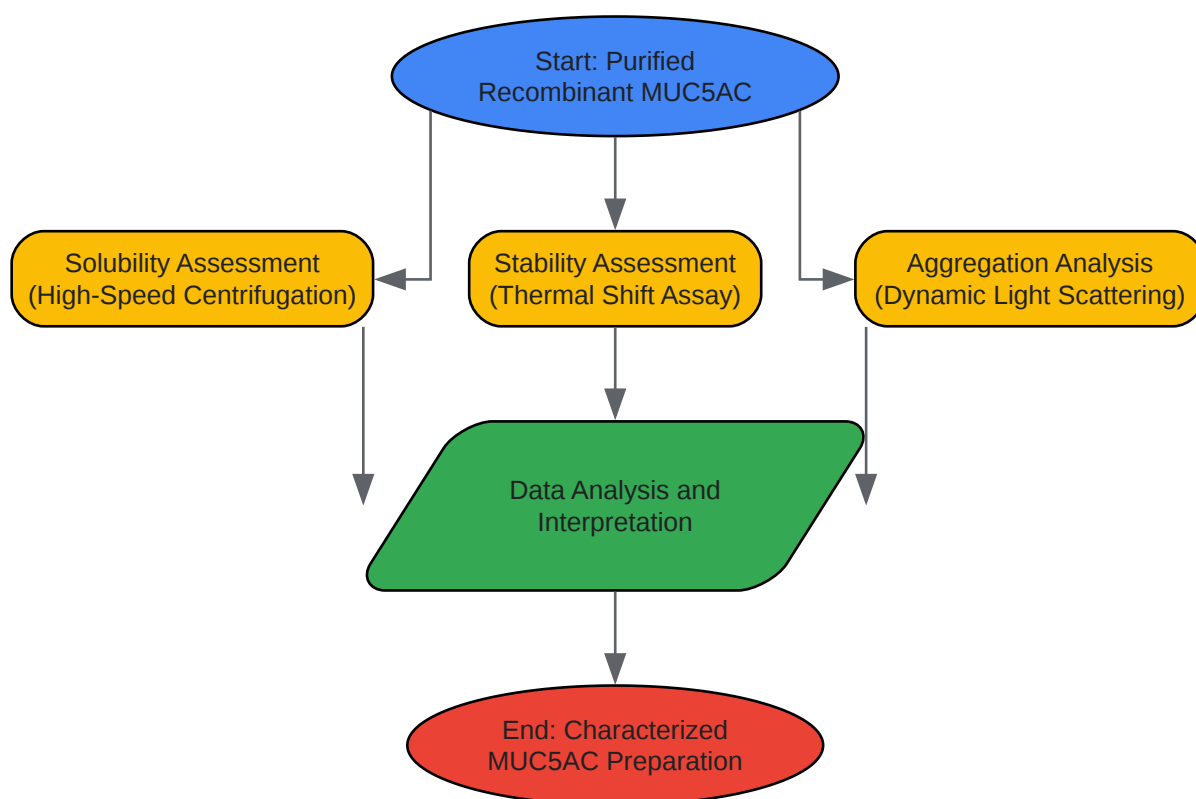 Start: Purified
Recombinant MUC5AC
Solubility Assessment
(High-Speed Centrifugation)
Stability Assessment
(Thermal Shift Assay)
Aggregation Analysis
(Dynamic Light Scattering)
Data Analysis and
Interpretation
End: Characterized
MUC5AC Preparation